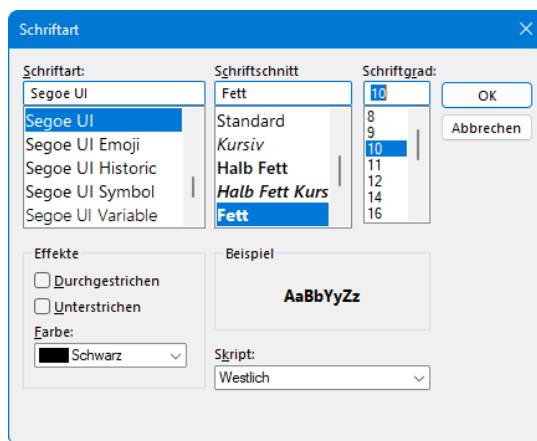 Schriftart
Schriftart:
Segoe UI
Segoe UI
Segoe UI Emoji
Segoe UI Historic
Segoe UI Symbol
Segoe UI Variable
Schriftschnitt
Fett
Standard
Kursiv
Halb Fett
Halb Fett Kurs
Fett
Schriftgrad:
10
8
9
10
11
12
14
16
OK
Abbrechen
Effekte
Durchgestrichen
Unterstrichen
Farbe:
Schwarz
Beispiel
AaBbYyZz
Skript:
Westlich